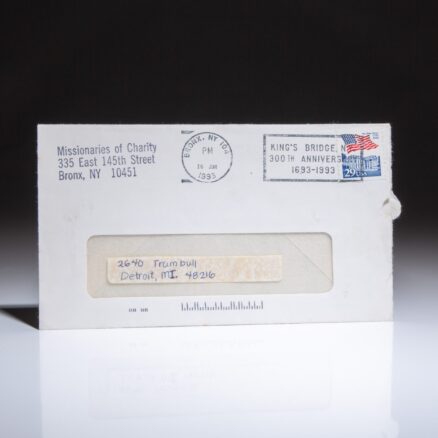 Missionaries of Charity
335 East 145th Street
Bronx, NY 10451
BRONX, NY 104
PM
1993
KING'S BRIDGE, N
300TH ANNIVERS
1693-1993
29
USA
2640 Trumbull
Detroit, MI. 48216